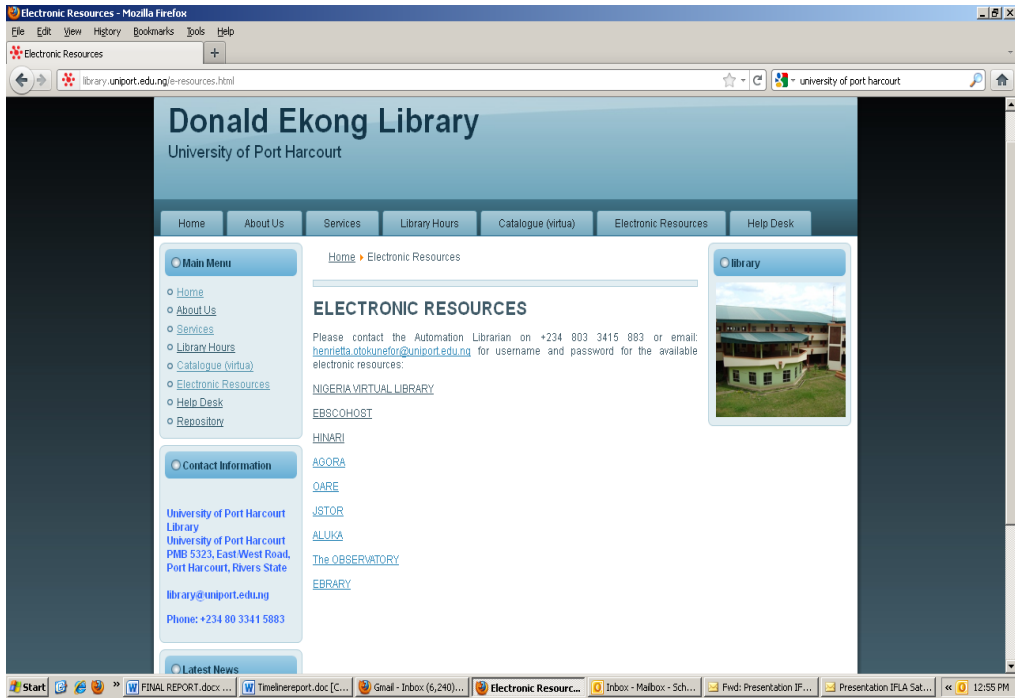 Electronic Resources - Mozilla Firefox
File Edit View History Bookmarks Tools Help
Electronic Resources
library.uniport.edu.ng/e-resources.html
university of port harcourt
Donald Ekong Library
University of Port Harcourt
Home About Us Services Library Hours Catalogue (virtua) Electronic Resources Help Desk
Main Menu
Home
About Us
Services
Library Hours
Catalogue (virtua)
Electronic Resources
Help Desk
Repository
Contact Information
University of Port Harcourt
Library
University of Port Harcourt
PMB 5323, East/West Road,
Port Harcourt, Rivers State
library@uniport.edu.ng
Phone: +234 80 3341 5883
Latest News
Home Electronic Resources
ELECTRONIC RESOURCES
Please contact the Automation Librarian on +234 803 3415 883 or email:
henrietta.otokunefor@uniport.edu.ng for username and password for the available
electronic resources:
NIGERIA VIRTUAL LIBRARY
EBSCOHOST
HINARI
AGORA
OARE
JSTOR
ALUKA
The OBSERVATORY
EBRARY
library
Start FINAL REPORT.docx ... Timelinereport.doc [C... Gmail - Inbox (6,240)... Electronic Resourc... Inbox - Mailbox - Sch... Fwd: Presentation IF... Presentation IFLA Sat... 12:55 PM